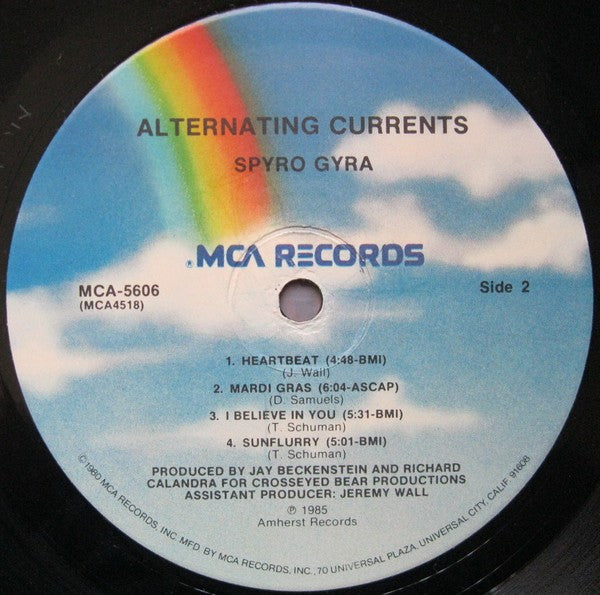 ALTERNATING CURRENTS
SPYRO GYRA
®MCA RECORDS
MCA-5606
(MCA4518)
Side 2
1. HEARTBEAT (4:48-BMI)
(J. Wall)
2. MARDI GRAS (6:04-ASCAP)
(D. Samuels)
3. I BELIEVE IN YOU (5:31-BMI)
(T. Schuman)
4. SUNFLURRY (5:01-BMI)
(T. Schuman)
PRODUCED BY JAY BECKENSTEIN AND RICHARD
CALANDRA FOR CROSSEYED BEAR PRODUCTIONS
ASSISTANT PRODUCER: JEREMY WALL
℗ 1985
Amherst Records
©1980 MCA RECORDS, INC. MFD. BY MCA RECORDS, INC., 70 UNIVERSAL PLAZA, UNIVERSAL CITY, CALIF. 91608